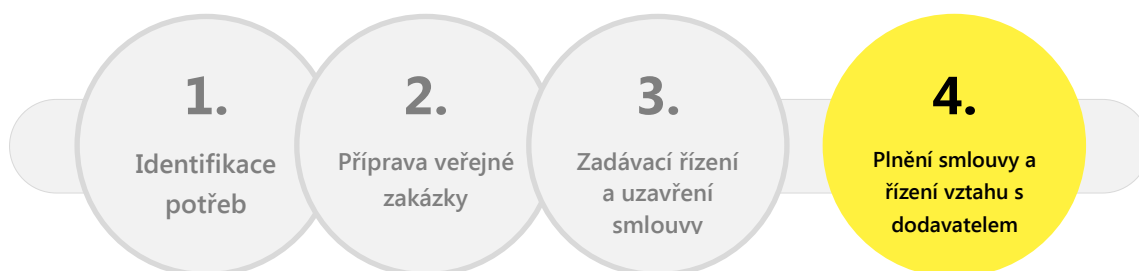 1.
Identifikace
potřeb
2.
Příprava veřejné
zakázky
3.
Zadávací řízení
a uzavření
smlouvy
4.
Plnění smlouvy a
řízení vztahu s
dodavatelem